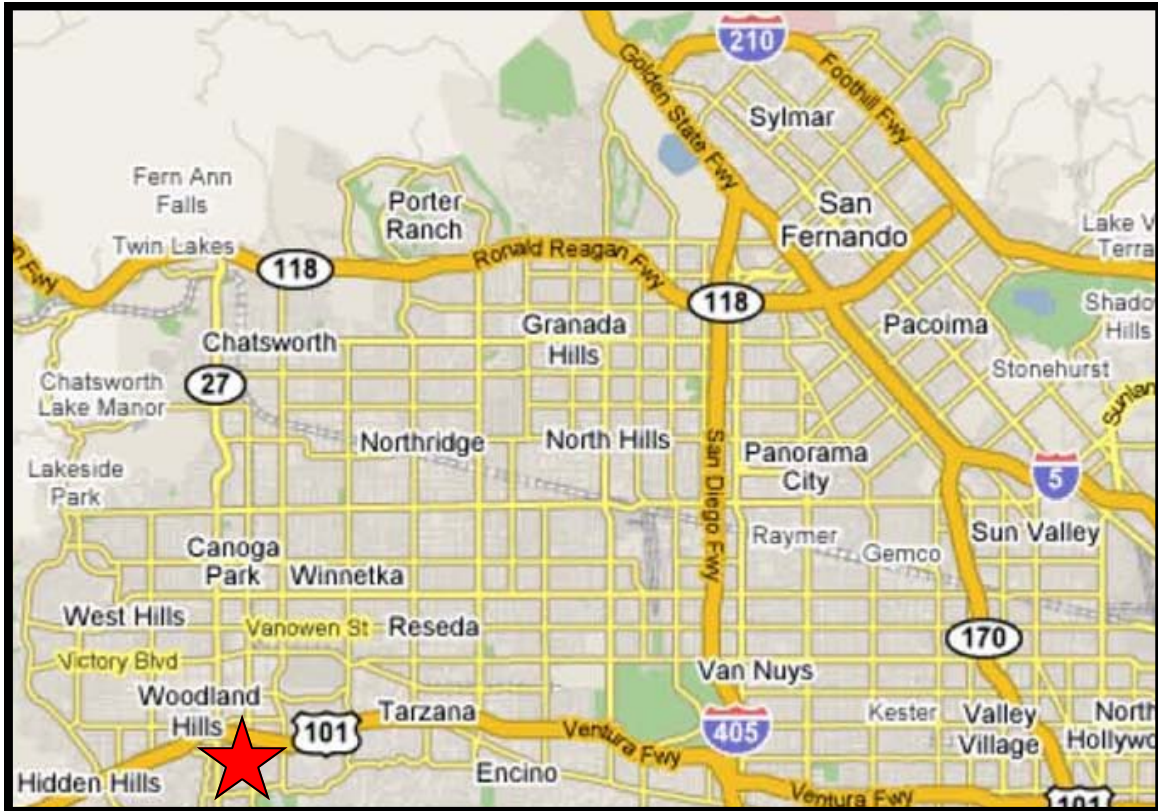 210
Golden State Fwy
Foothill Fwy
Sylmar
Fern Ann
Falls
Porter
Ranch
San
Fernando
Lake V
Terra
Twin Lakes
n Fwy
118
Ronald Reagan Fwy
118
Shado
Hills
Granada
Hills
Pacoima
Chatsworth
Stonehurst
27
Chatsworth
Lake Manor
Sunlan
Northridge
North Hills
San Diego Fwy
Panorama
City
Lakeside
Park
5
Raymer
Gemco
Sun Valley
Canoga
Park
Winnetka
West Hills
Vanowen St
Reseda
170
Victory Blvd
Van Nuys
Woodland
Hills
101
Tarzana
Ventura Fwy
405
Kester
Valley
Village
North
Hollywo
Hidden Hills
Encino
Ventura Fwy
101